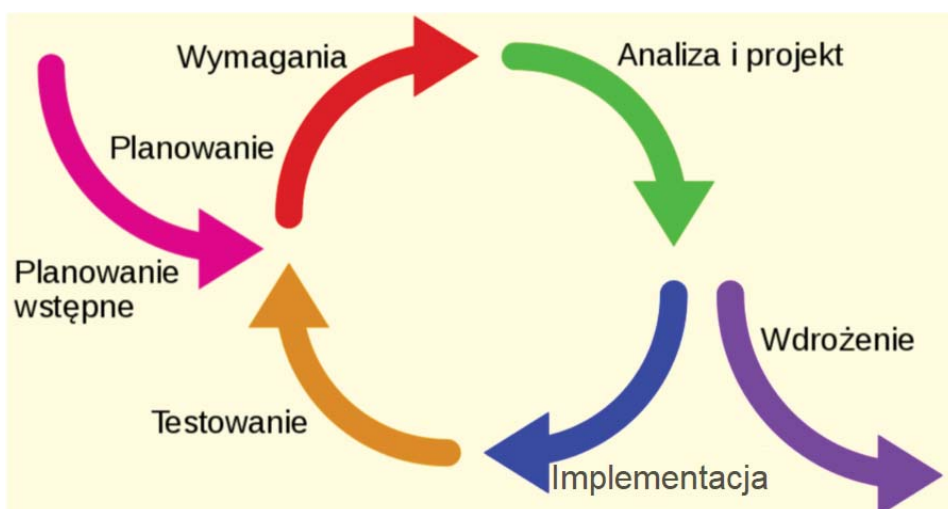 Wymagania
Analiza i projekt
Planowanie
Planowanie
wstępne
Wdrożenie
Testowanie
Implementacja